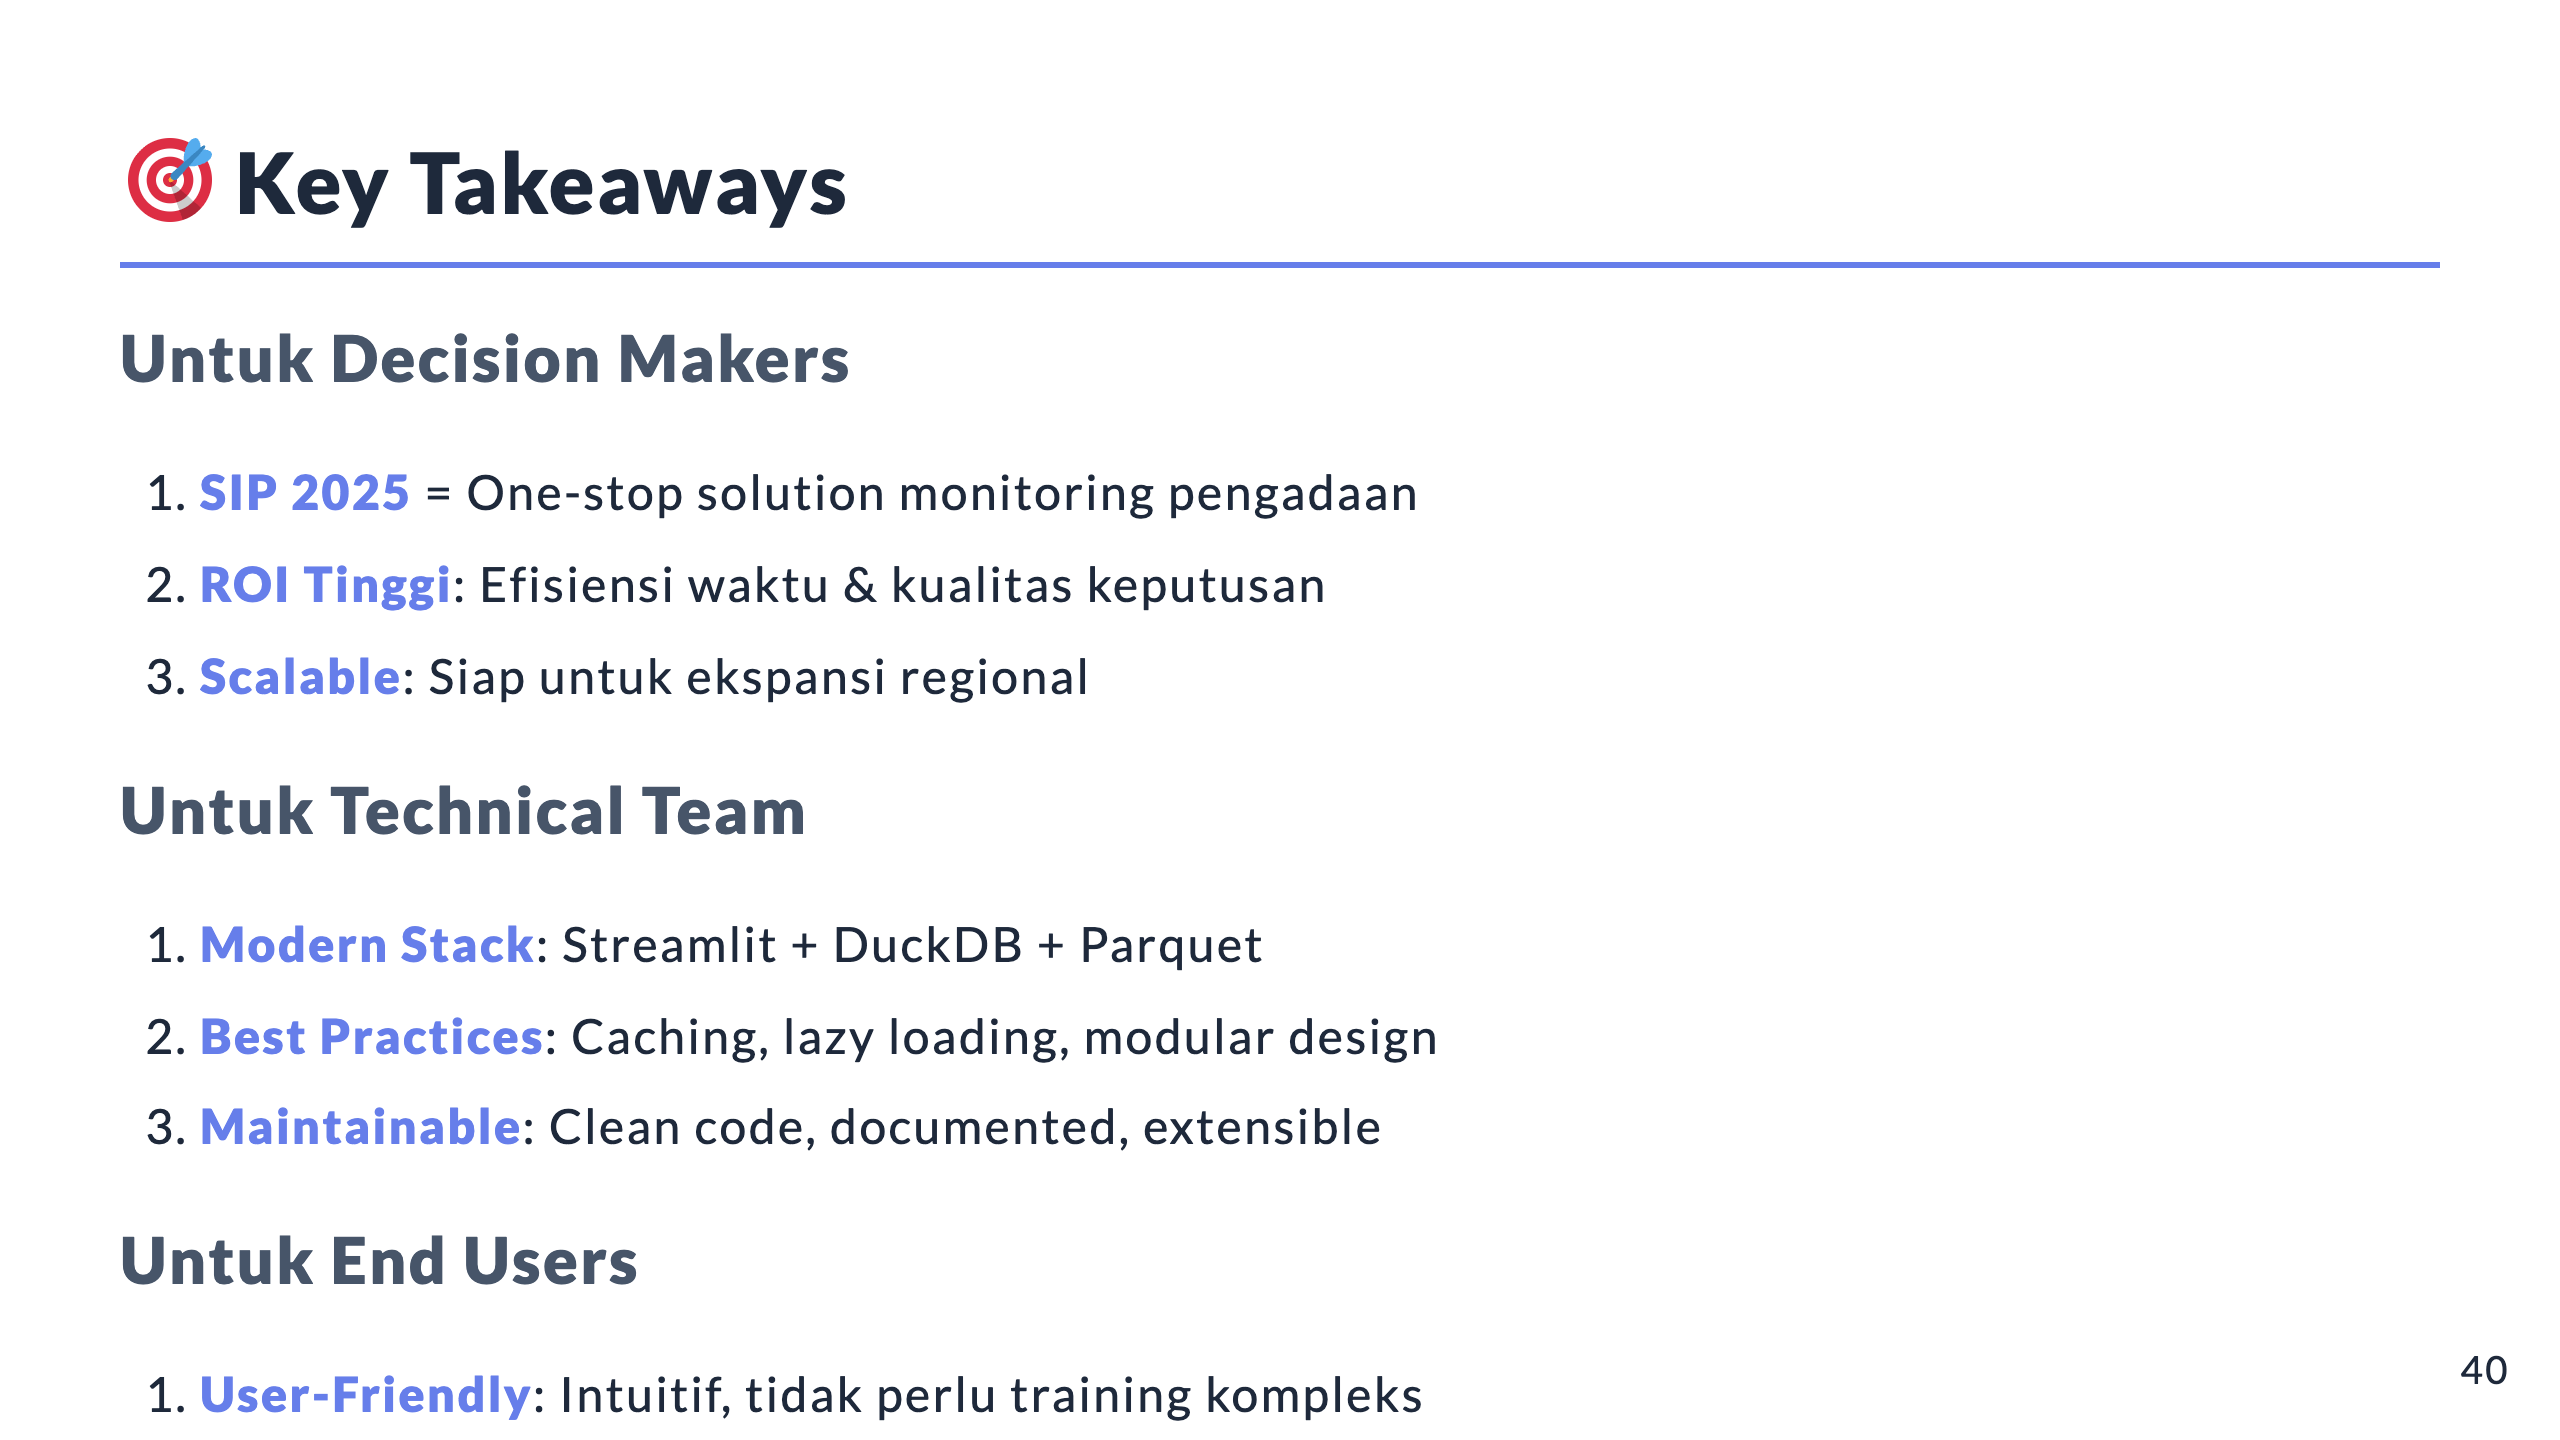 🎯 Key Takeaways
Untuk Decision Makers
1. SIP 2025 = One-stop solution monitoring pengadaan
2. ROI Tinggi: Efisiensi waktu & kualitas keputusan
3. Scalable: Siap untuk ekspansi regional
Untuk Technical Team
1. Modern Stack: Streamlit + DuckDB + Parquet
2. Best Practices: Caching, lazy loading, modular design
3. Maintainable: Clean code, documented, extensible
Untuk End Users
1. User-Friendly: Intuitif, tidak perlu training kompleks
40